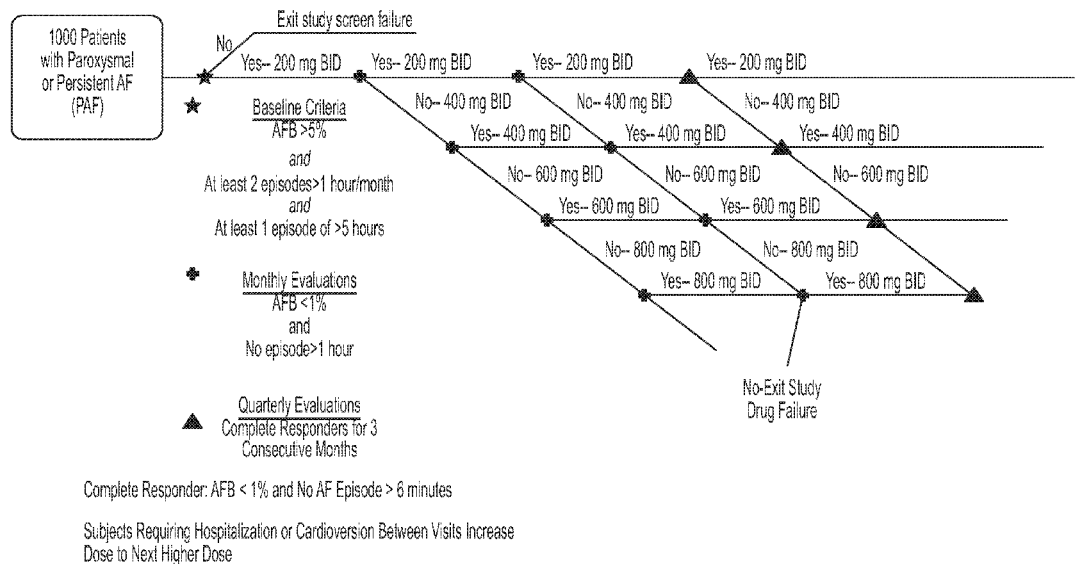 Exit study screen failure
1000 Patients
with Paroxysmal
or Persistent AF
(PAF)
No
Yes-- 200 mg BID
Yes-- 200 mg BID
Yes-- 200 mg BID
Yes-- 200 mg BID
No-- 400 mg BID
No-- 400 mg BID
No-- 400 mg BID
Yes-- 400 mg BID
Yes-- 400 mg BID
Yes-- 400 mg BID
No-- 600 mg BID
No-- 600 mg BID
No-- 600 mg BID
Yes-- 600 mg BID
Yes-- 600 mg BID
No-- 800 mg BID
No-- 800 mg BID
Yes-- 800 mg BID
Yes-- 800 mg BID
No-Exit Study
Drug Failure
Baseline Criteria
AFB >5%
and
At least 2 episodes>1 hour/month
and
At least 1 episode of >5 hours
Monthly Evaluations
AFB <1%
and
No episode>1 hour
Quarterly Evaluations
Complete Responders for 3
Consecutive Months
Complete Responder: AFB < 1% and No AF Episode > 6 minutes
Subjects Requiring Hospitalization or Cardioversion Between Visits Increase
Dose to Next Higher Dose